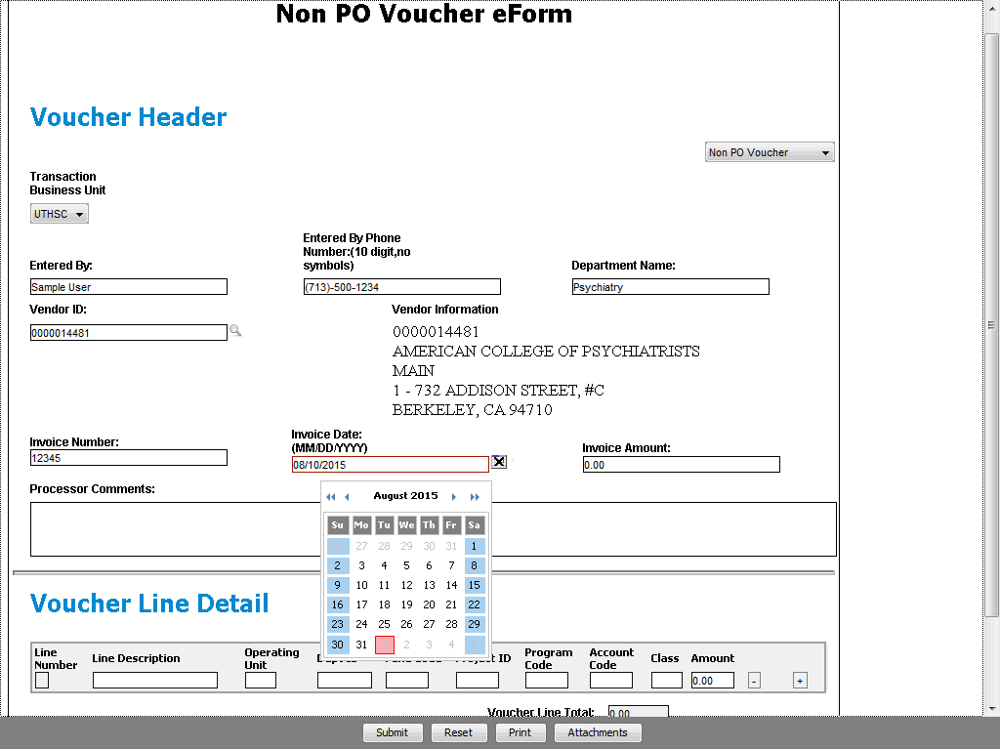 Non PO Voucher eForm
Voucher Header
Non PO Voucher
Transaction
Business Unit
UTHSC
Entered By Phone
Number:(10 digit,no
symbols)
Entered By:
Department Name:
Sample User
(713)-500-1234
Psychiatry
Vendor ID:
Vendor Information
0000014481
0000014481
AMERICAN COLLEGE OF PSYCHIATRISTS
MAIN
1 - 732 ADDISON STREET, #C
BERKELEY, CA 94710
Invoice Number:
Invoice Date:
(MM/DD/YYYY)
Invoice Amount:
12345
08/10/2015
0.00
Processor Comments:
August 2015
Su Mo Tu We Th Fr Sa
27 28 29 30 31 1
2 3 4 5 6 7 8
9 10 11 12 13 14 15
16 17 18 19 20 21 22
23 24 25 26 27 28 29
30 31 2 3 4 5
Voucher Line Detail
Line
Number
Line Description
Operating
Unit
ID
Program
Code
Account
Code
Class
Amount
0.00
-
+
Voucher Line Total:
0.00
Submit
Reset
Print
Attachments